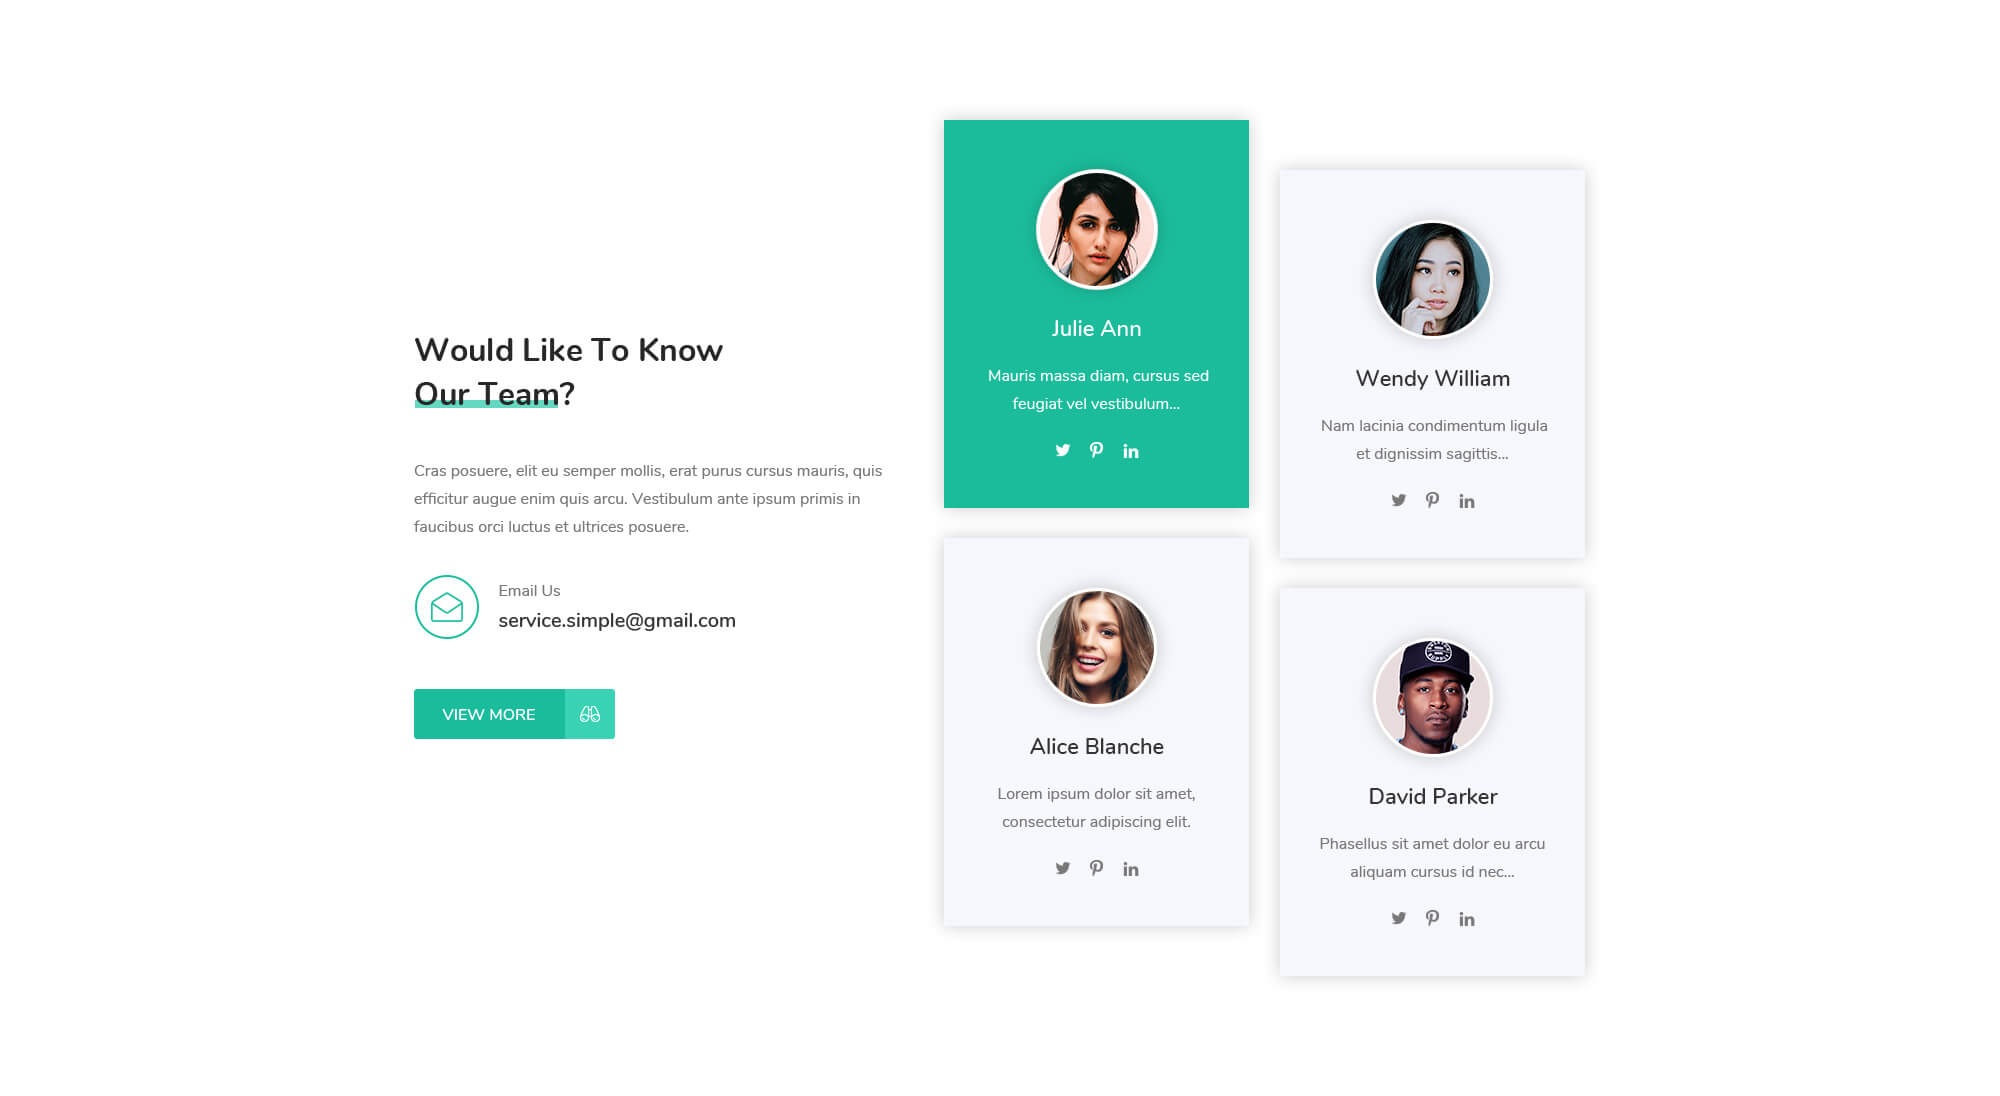 Would Like To Know
Our Team?
Cras posuere, elit eu semper mollis, erat purus cursus mauris, quis
efficitur augue enim quis arcu. Vestibulum ante ipsum primis in
faucibus orci luctus et ultrices posuere.
Email Us
service.simple@gmail.com
VIEW MORE
Julie Ann
Mauris massa diam, cursus sed
feugiat vel vestibulum...
Wendy William
Nam lacinia condimentum ligula
et dignissim sagittis...
Alice Blanche
Lorem ipsum dolor sit amet,
consectetur adipiscing elit.
David Parker
Phasellus sit amet dolor eu arcu
aliquam cursus id nec...